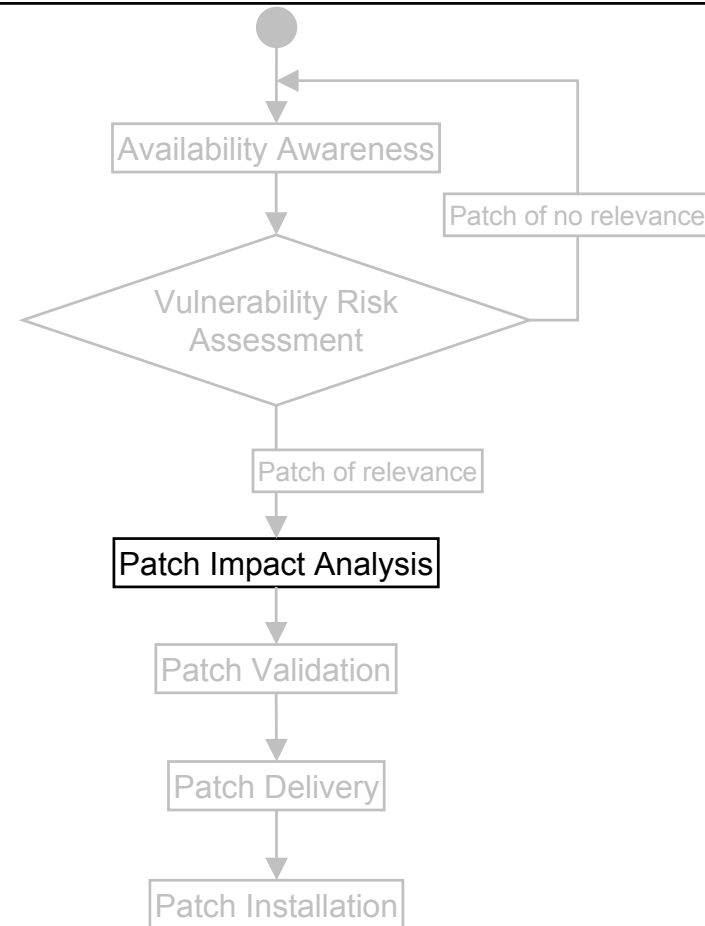 Availability Awareness
Patch of no relevance
Vulnerability Risk
Assessment
Patch of relevance
Patch Impact Analysis
Patch Validation
Patch Delivery
Patch Installation